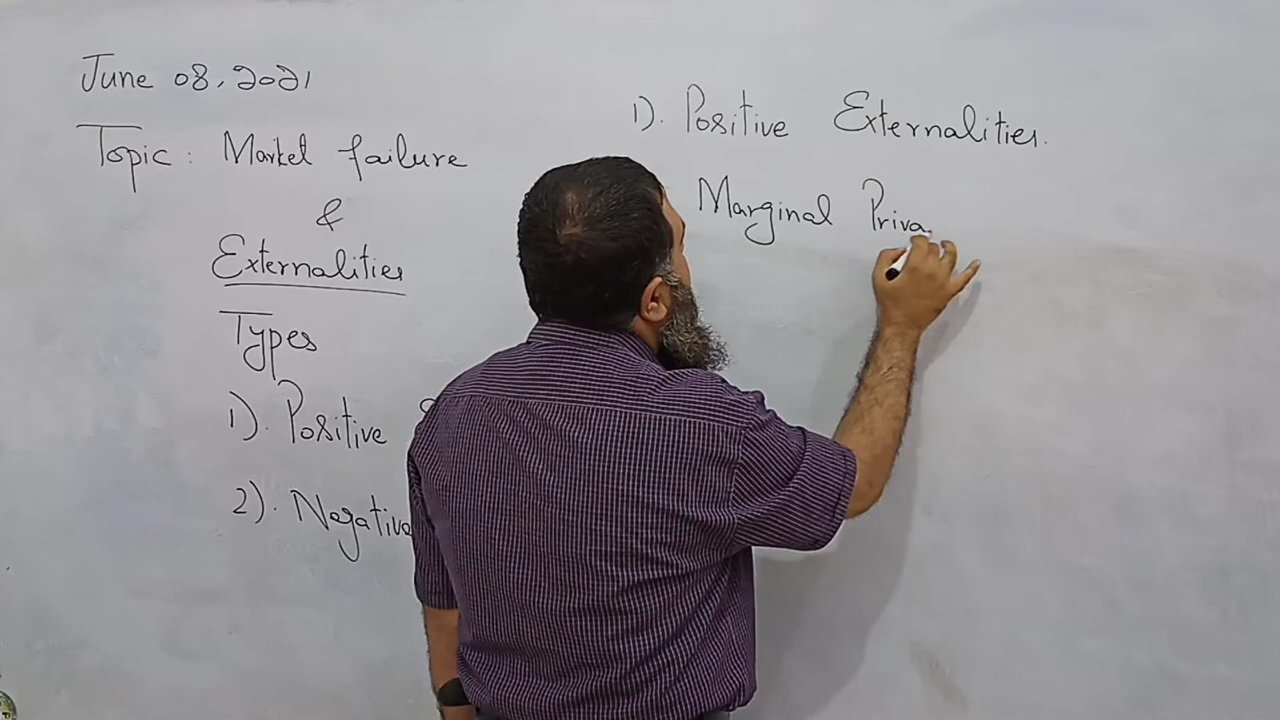 June 08, 2021
Topic: Market failure
&
Externalities
Types
1). Positive
2). Negative
1). Positive Externalities.
Marginal Priva